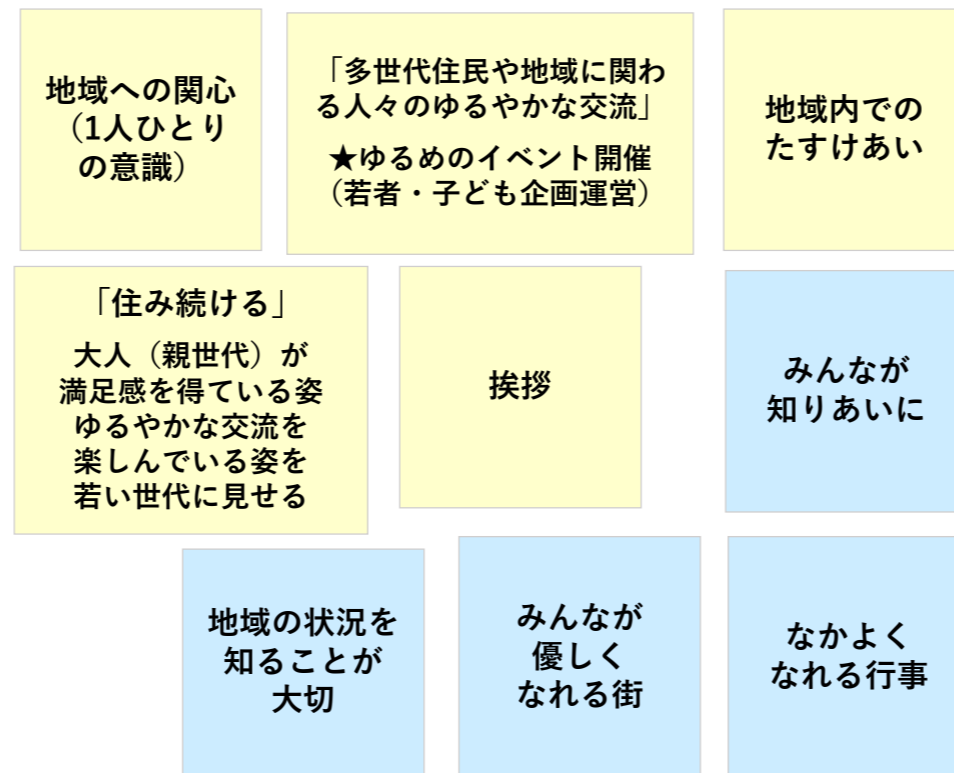 地域への関心
（1人ひとり
の意識）
「多世代住民や地域に関わ
る人々のゆるやかな交流」
★ゆるめのイベント開催
（若者・子ども企画運営）
地域内での
たすけあい
「住み続ける」
大人（親世代）が
満足感を得ている姿
ゆるやかな交流を
楽しんでいる姿を
若い世代に見せる
挨拶
みんなが
知りあいに
地域の状況を
知ることが
大切
みんなが
優しく
なれる街
なかよく
なれる行事